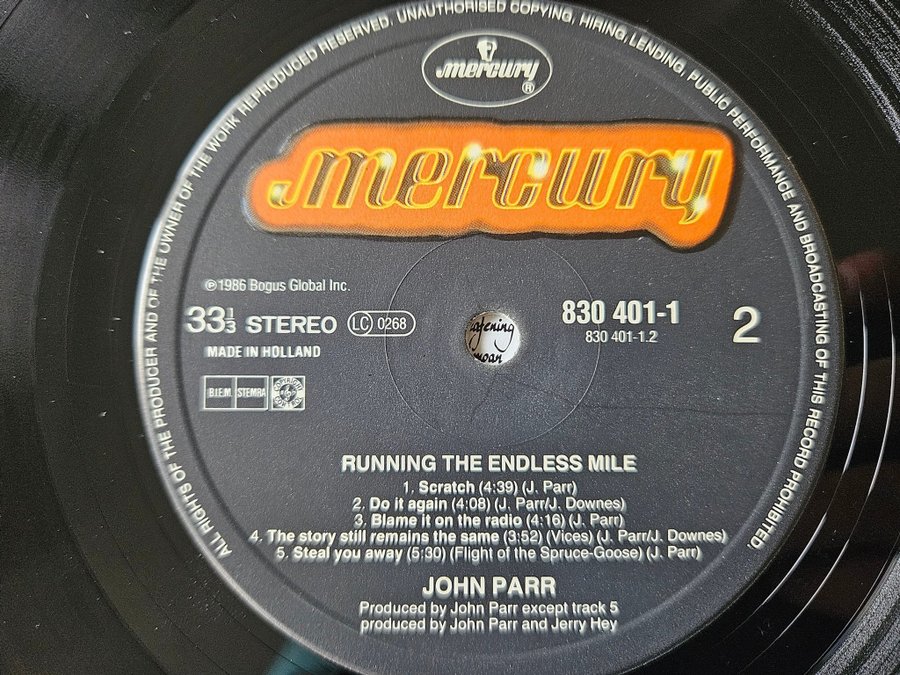 ALL RIGHTS OF THE PRODUCER AND OF THE OWNER OF THE WORK REPRODUCED RESERVED. UNAUTHORISED COPYING, HIRING, LENDING, PUBLIC PERFORMANCE AND BROADCASTING OF THIS RECORD PROHIBITED.
mercury ®
mercury
℗1986 Bogus Global Inc.
33⅓ STEREO LC 0268
MADE IN HOLLAND
B.I.E.M. STEMRA
830 401-1
830 401-1.2
2
RUNNING THE ENDLESS MILE
1. Scratch (4:39) (J. Parr)
2. Do it again (4:08) (J. Parr/J. Downes)
3. Blame it on the radio (4:16) (J. Parr)
4. The story still remains the same (3:52) (Vices) (J. Parr/J. Downes)
5. Steal you away (5:30) (Flight of the Spruce-Goose) (J. Parr)
JOHN PARR
Produced by John Parr except track 5
produced by John Parr and Jerry Hey